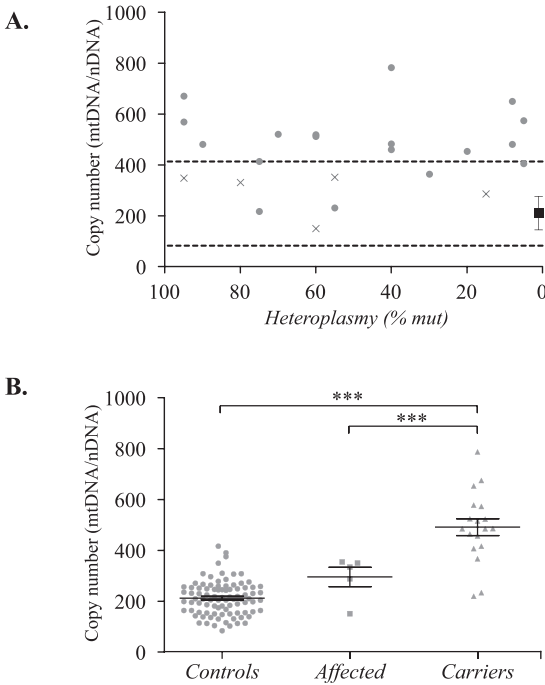 A.
Copy number (mtDNA/nDNA)
1000
800
600
400
200
0
100
80
60
40
20
0
Heteroplasmy (% mut)
B.
Copy number (mtDNA/nDNA)
1000
800
600
400
200
0
***
***
Controls
Affected
Carriers